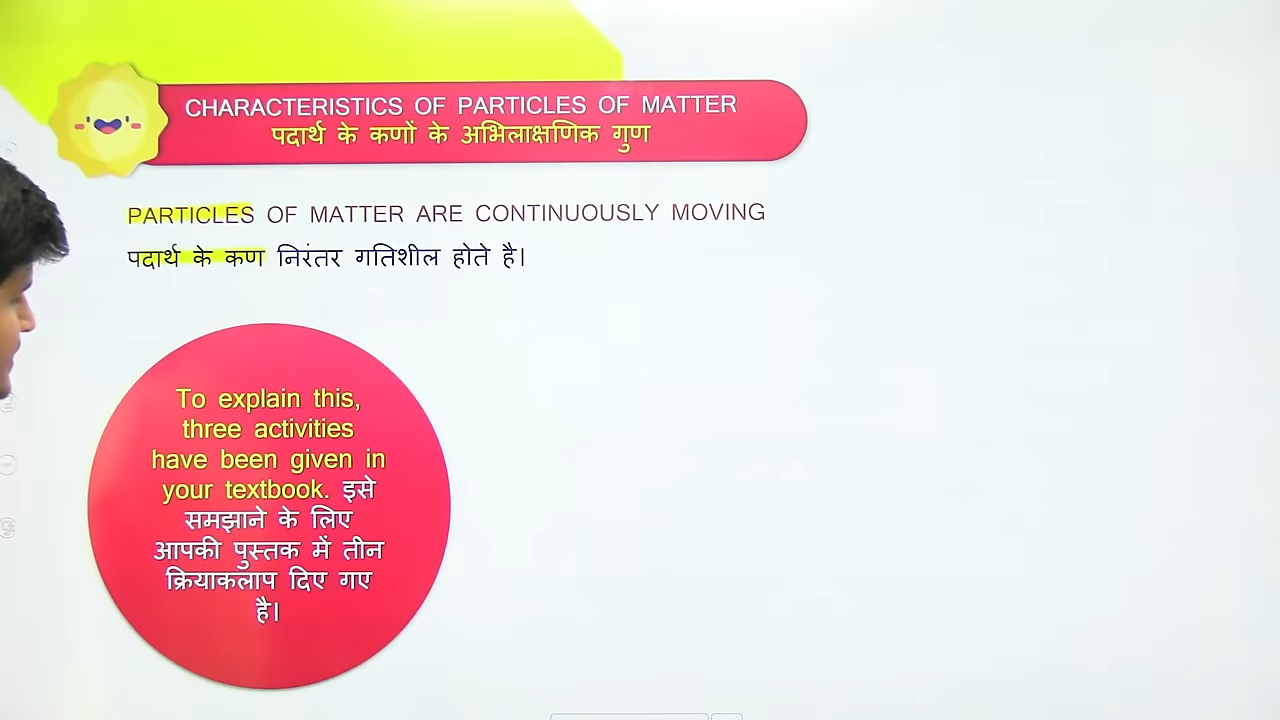 CHARACTERISTICS OF PARTICLES OF MATTER
पदार्थ के कणों के अभिलाक्षणिक गुण
PARTICLES OF MATTER ARE CONTINUOUSLY MOVING
पदार्थ के कण निरंतर गतिशील होते है।
To explain this,
three activities
have been given in
your textbook. इसे
समझाने के लिए
आपकी पुस्तक में तीन
क्रियाकलाप दिए गए
है।